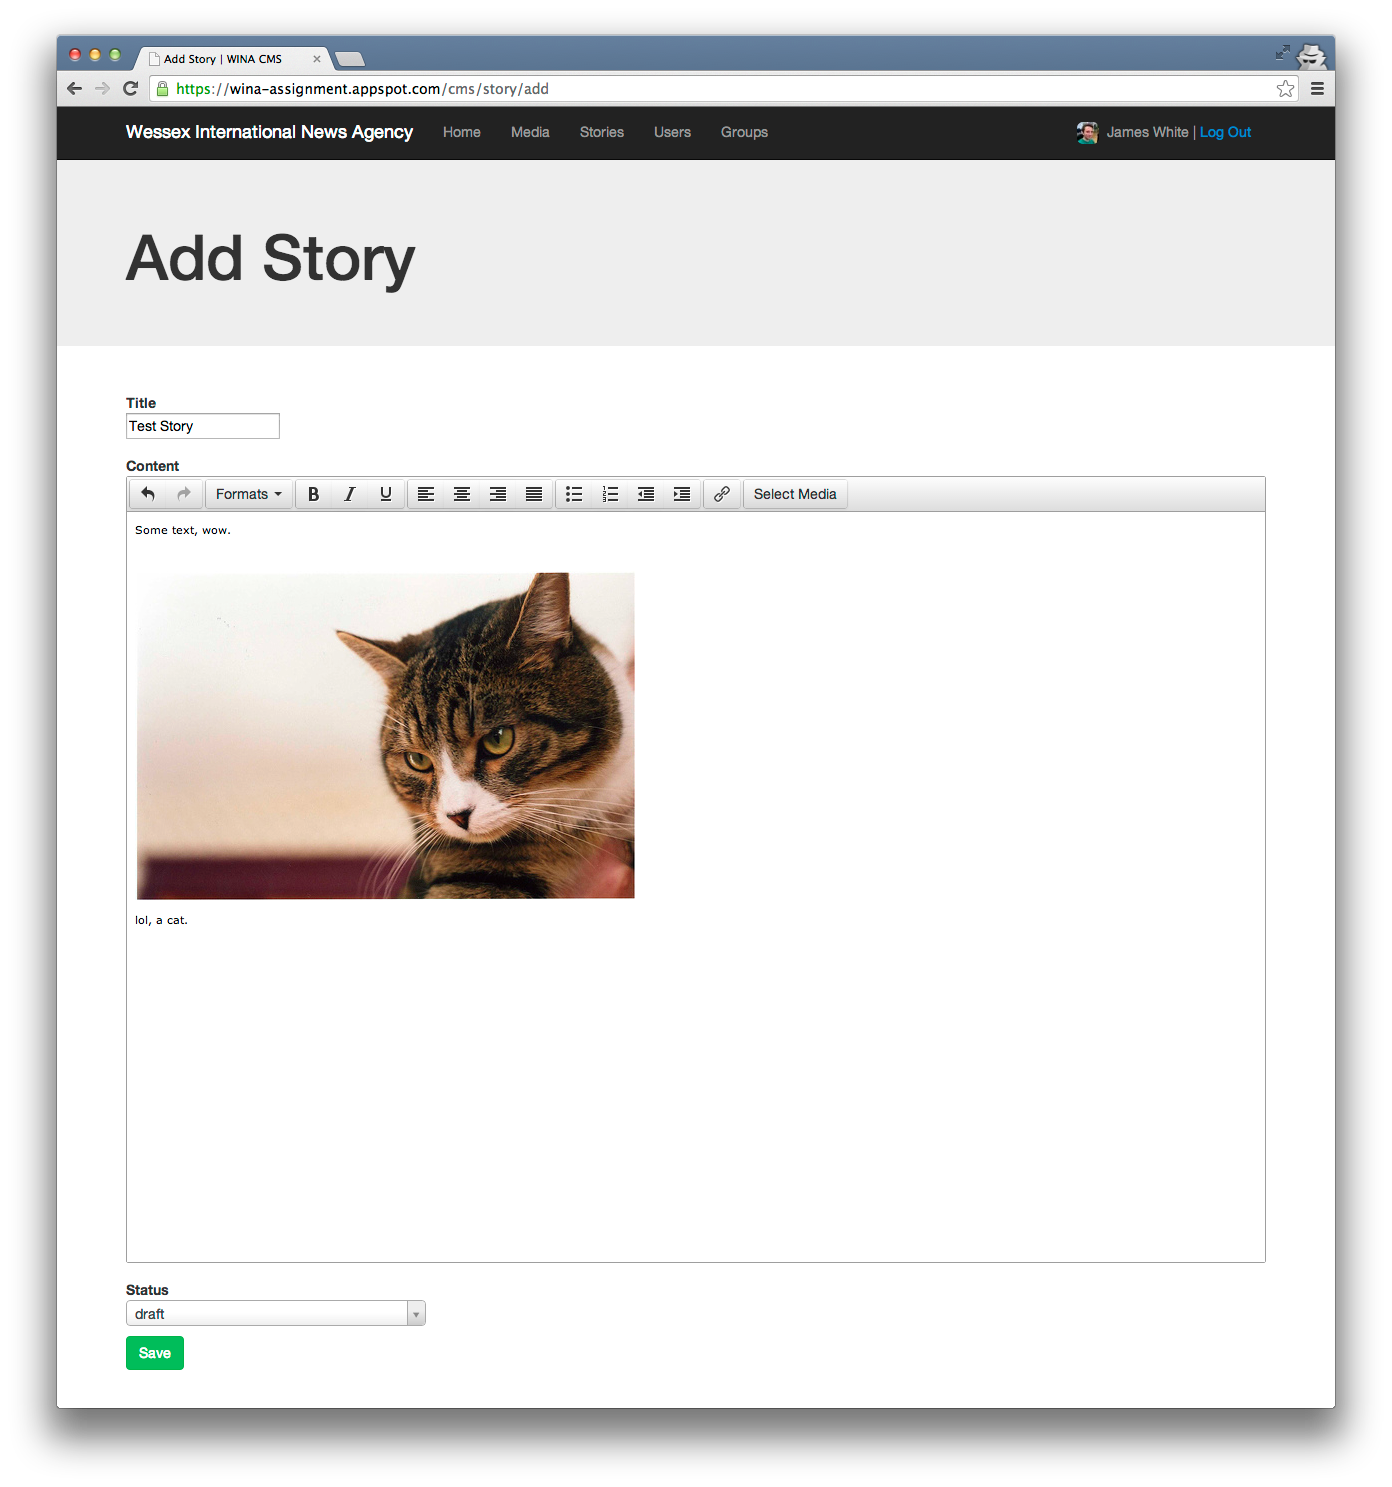 Add Story | WINA CMS
https://wina-assignment.appspot.com/cms/story/add
Wessex International News Agency Home Media Stories Users Groups James White | Log Out
Add Story
Title
Test Story
Content
Formats B I U Select Media
Some text, wow.
lol, a cat.
Status
draft
Save